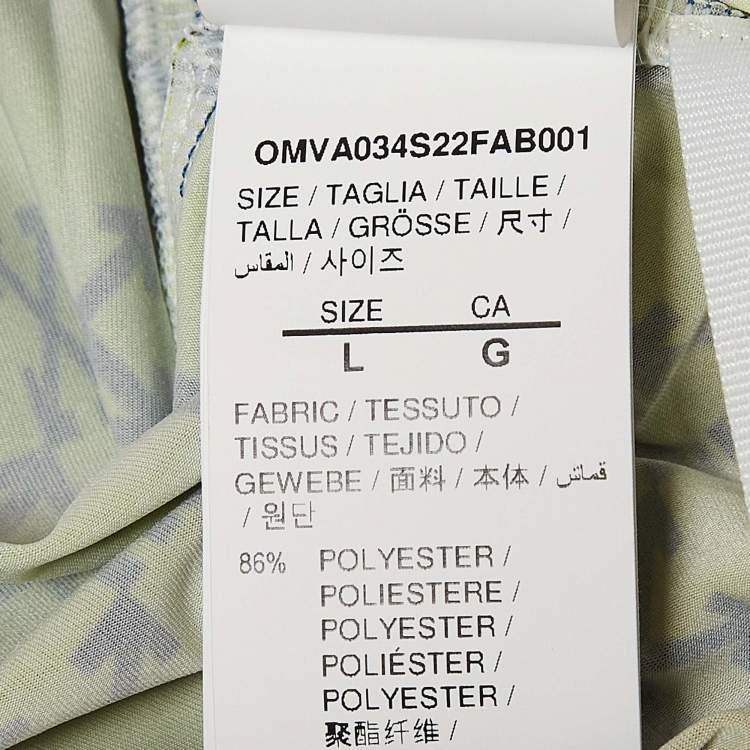 OMVA034S22FAB001
SIZE / TAGLIA / TAILLE /
TALLA / GRÖSSE / 尺寸 /
المقاس / 사이즈
SIZE CA
L G
FABRIC / TESSUTO /
TISSUS / TEJIDO /
GEWEBE / 面料 / 本体 / قماش
/ 원단
86% POLYESTER /
POLIESTERE /
POLYESTER /
POLIÉSTER /
POLYESTER /
聚酯纤维 /